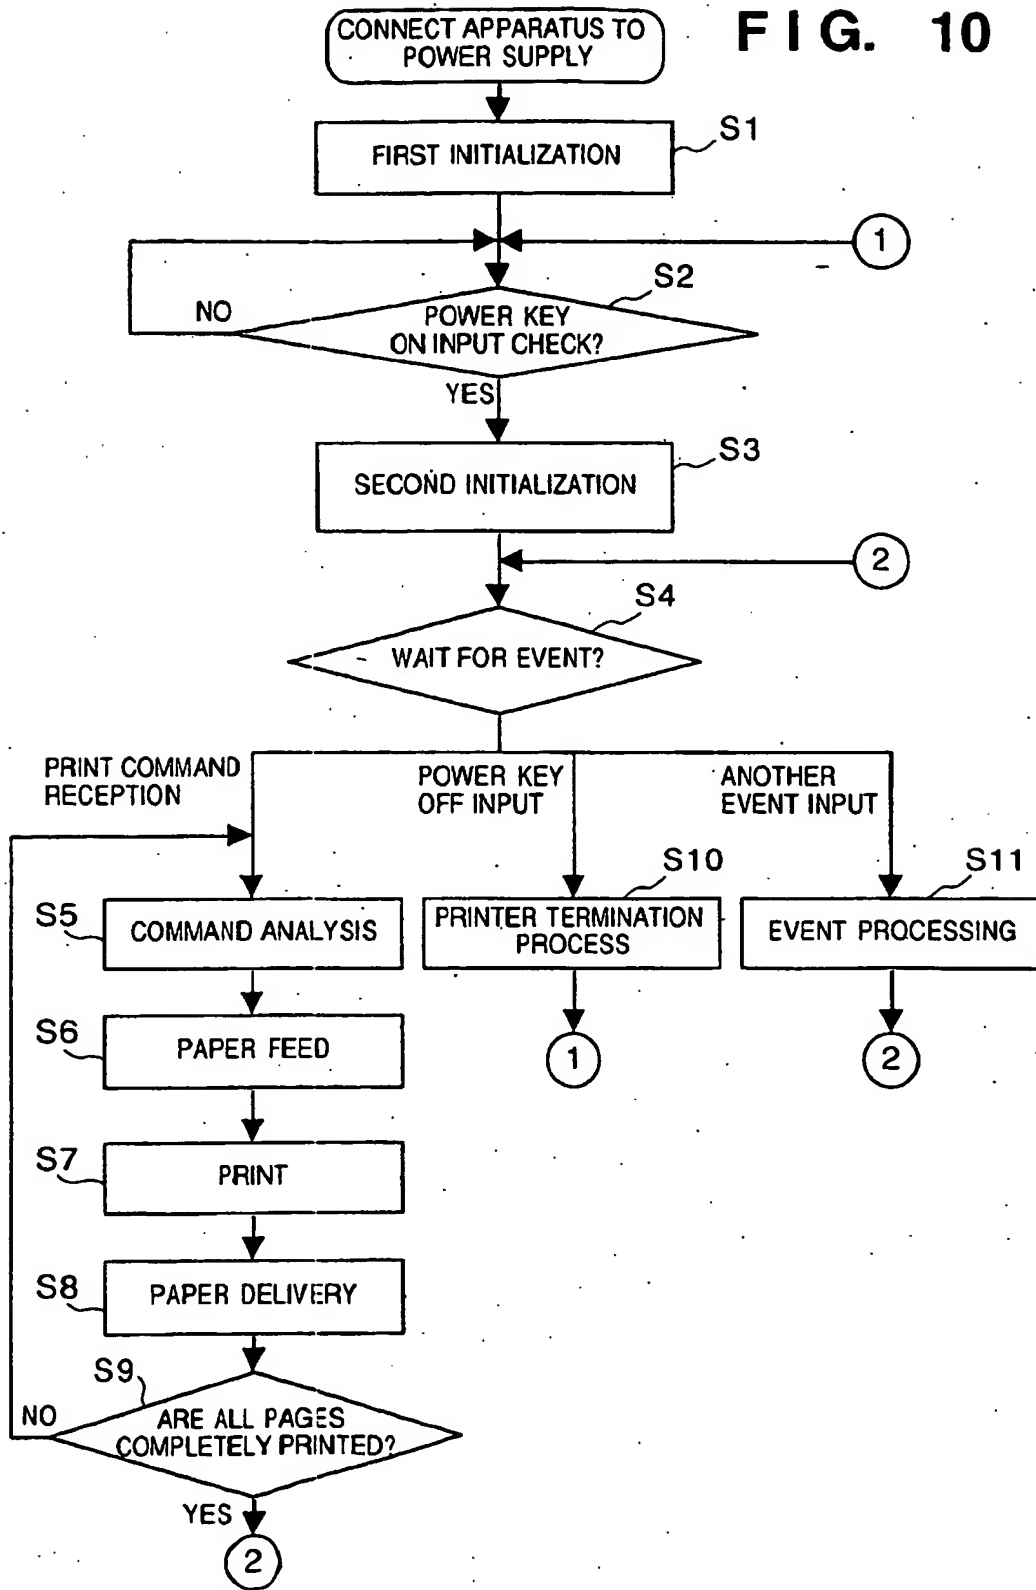 FIG. 10
CONNECT APPARATUS TO
POWER SUPPLY
S1
FIRST INITIALIZATION
1
S2
NO
POWER KEY
ON INPUT CHECK?
YES
S3
SECOND INITIALIZATION
2
S4
WAIT FOR EVENT?
PRINT COMMAND
RECEPTION
POWER KEY
OFF INPUT
ANOTHER
EVENT INPUT
S5
COMMAND ANALYSIS
S10
PRINTER TERMINATION
PROCESS
S11
EVENT PROCESSING
S6
PAPER FEED
1
2
S7
PRINT
S8
PAPER DELIVERY
S9
NO
ARE ALL PAGES
COMPLETELY PRINTED?
YES
2